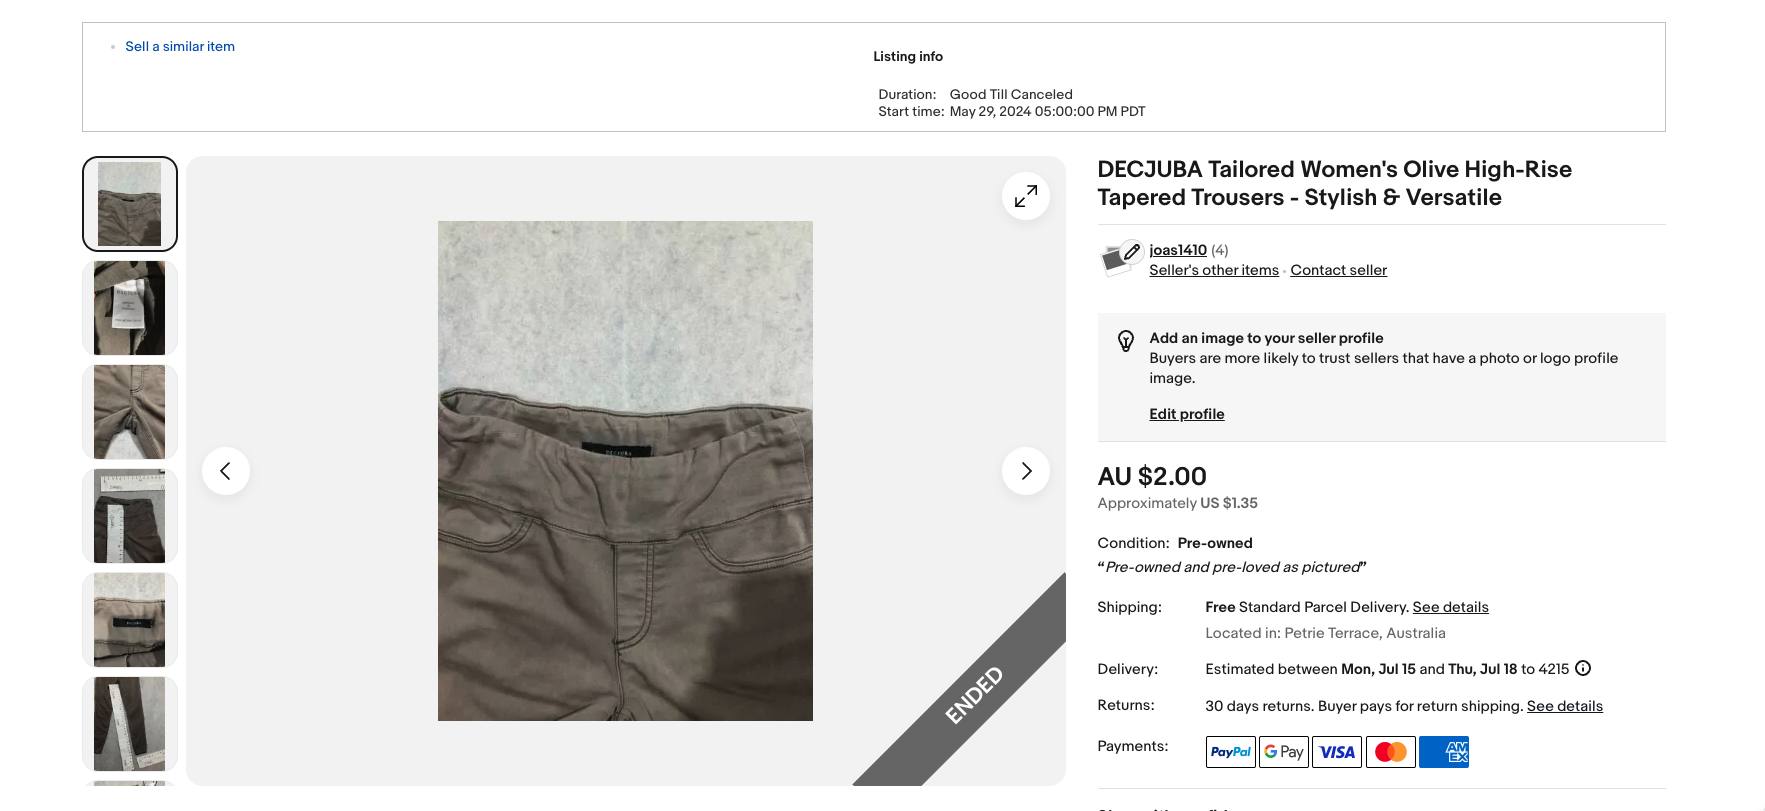 Sell a similar item
Listing info
Duration: Good Till Canceled
Start time: May 29, 2024 05:00:00 PM PDT
DECJUBA
ENDED
DECJUBA Tailored Women's Olive High-Rise
Tapered Trousers - Stylish & Versatile
joas1410 (4)
Seller's other items · Contact seller
Add an image to your seller profile
Buyers are more likely to trust sellers that have a photo or logo profile
image.
Edit profile
AU $2.00
Approximately US $1.35
Condition: Pre-owned
“Pre-owned and pre-loved as pictured”
Shipping: Free Standard Parcel Delivery. See details
Located in: Petrie Terrace, Australia
Delivery: Estimated between Mon, Jul 15 and Thu, Jul 18 to 4215
Returns: 30 days returns. Buyer pays for return shipping. See details
Payments: PayPal G Pay VISA AMEX